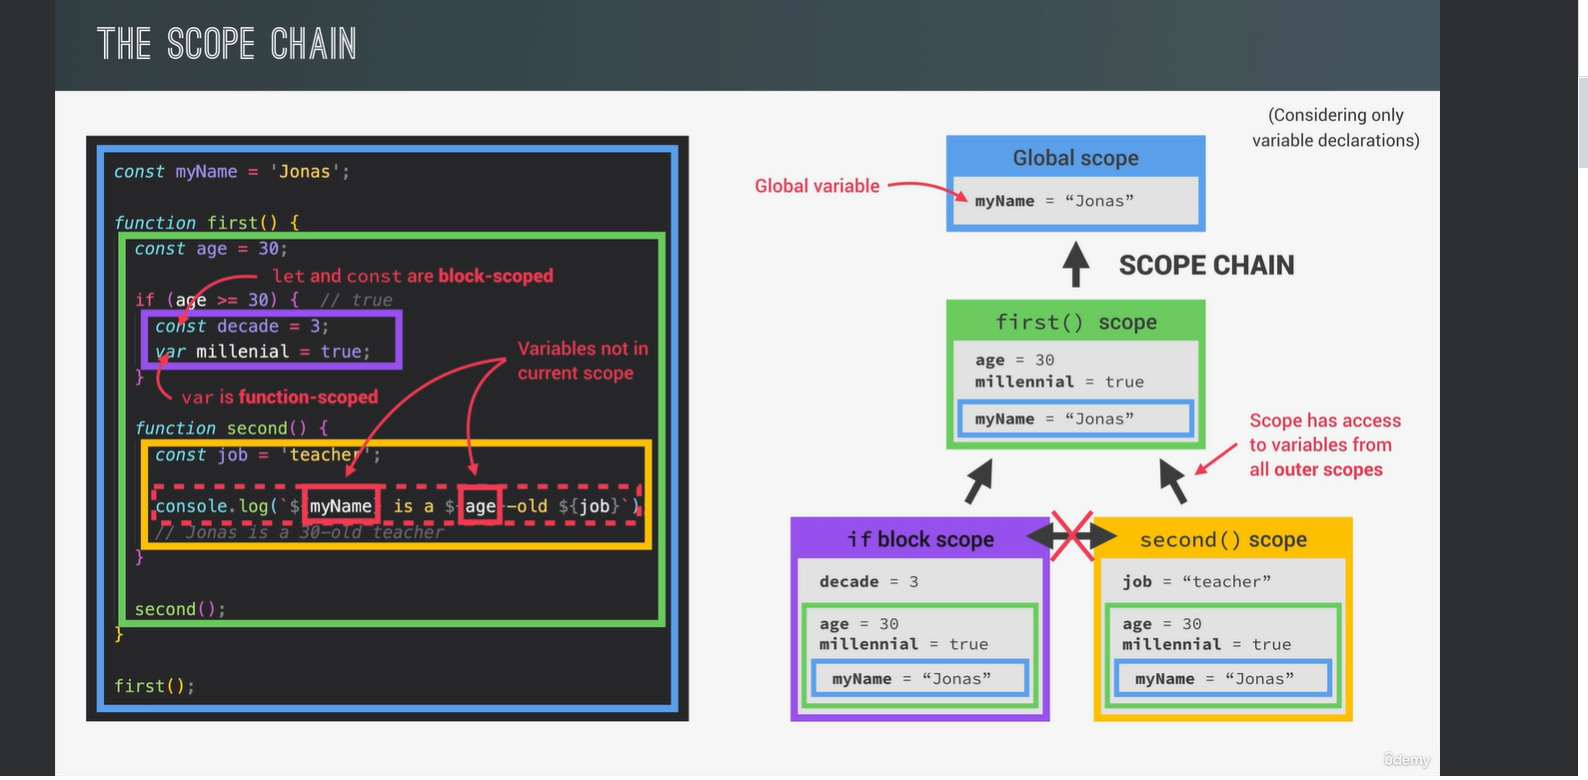 THE SCOPE CHAIN
const myName = 'Jonas';
function first() {
const age = 30;
let and const are block-scoped
if (age >= 30) { // true
const decade = 3;
var millenial = true;
}
var is function-scoped
Variables not in
current scope
function second() {
const job = 'teacher';
console.log(`${myName} is a ${age}-old ${job}`)
// Jonas is a 30-old teacher
}
second();
}
first();
(Considering only
variable declarations)
Global scope
Global variable
myName = “Jonas”
SCOPE CHAIN
first() scope
age = 30
millennial = true
myName = “Jonas”
Scope has access
to variables from
all outer scopes
if block scope
decade = 3
age = 30
millennial = true
myName = “Jonas”
second() scope
job = “teacher”
age = 30
millennial = true
myName = “Jonas”
ûdemy